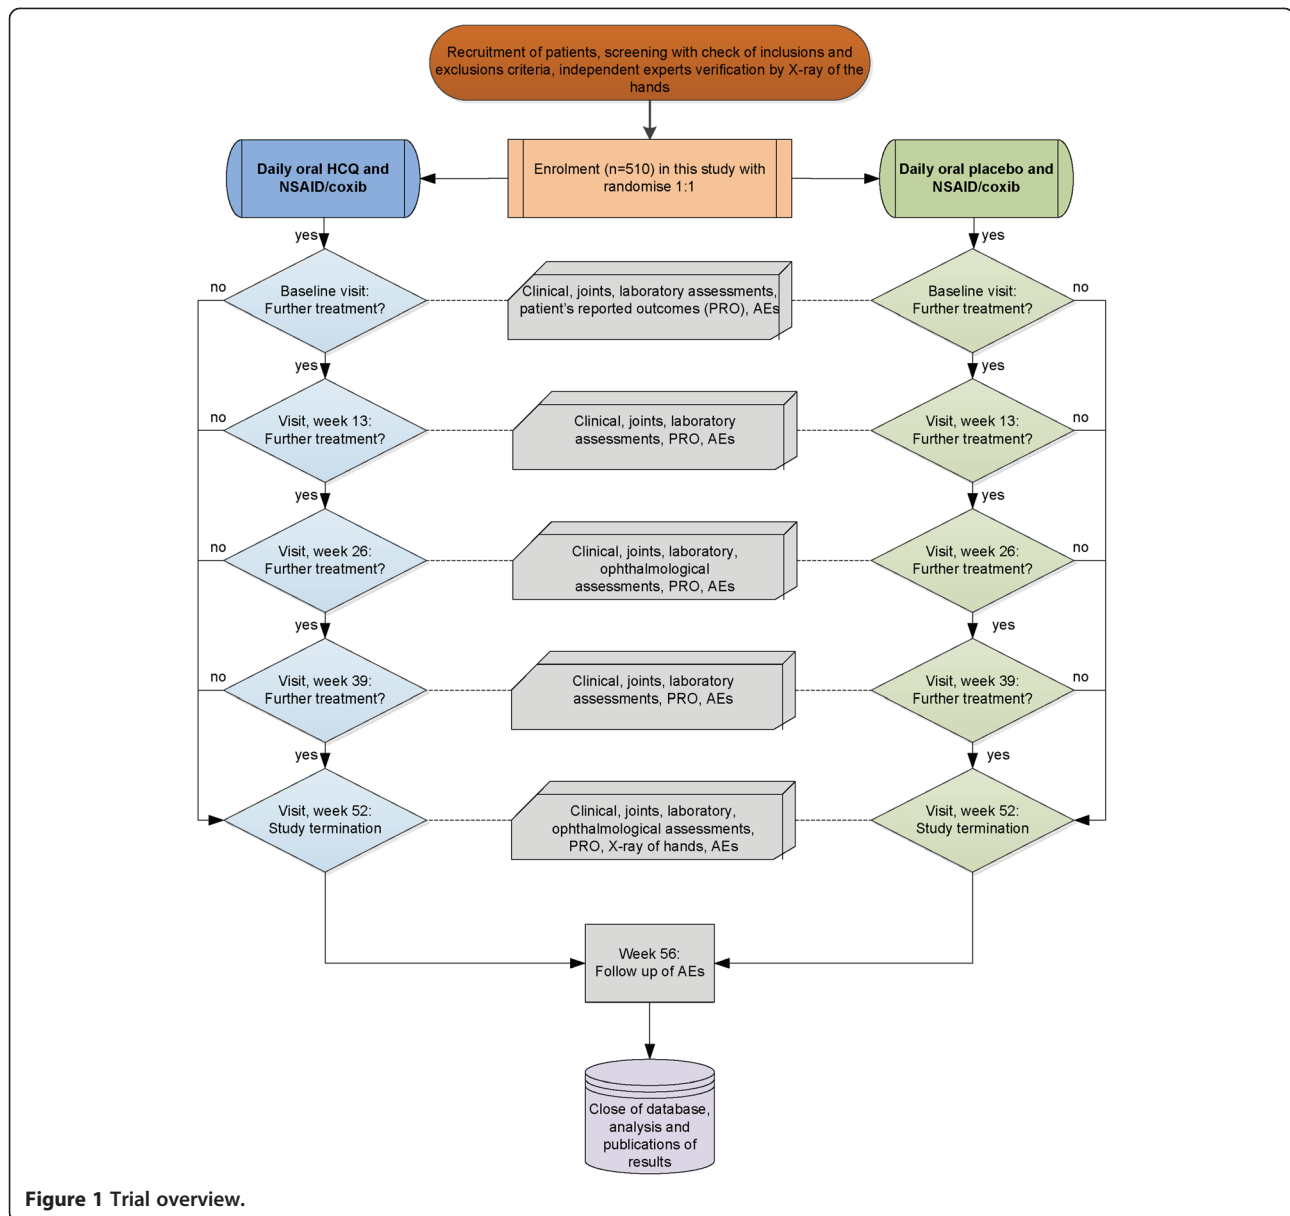 Recruitment of patients, screening with check of inclusions and
exclusions criteria, independent experts verification by X-ray of the
hands
Daily oral HCQ and
NSAID/coxib
Enrolment (n=510) in this study with
randomise 1:1
Daily oral placebo and
NSAID/coxib
yes
yes
no
Baseline visit:
Further treatment?
Clinical, joints, laboratory assessments,
patient's reported outcomes (PRO), AEs
Baseline visit:
Further treatment?
no
yes
yes
no
Visit, week 13:
Further treatment?
Clinical, joints, laboratory
assessments, PRO, AEs
Visit, week 13:
Further treatment?
no
yes
yes
no
Visit, week 26:
Further treatment?
Clinical, joints, laboratory,
ophthalmological
assessments, PRO, AEs
Visit, week 26:
Further treatment?
no
yes
yes
no
Visit, week 39:
Further treatment?
Clinical, joints, laboratory
assessments, PRO, AEs
Visit, week 39:
Further treatment?
no
yes
yes
Visit, week 52:
Study termination
Clinical, joints, laboratory,
ophthalmological assessments,
PRO, X-ray of hands, AEs
Visit, week 52:
Study termination
Week 56:
Follow up of AEs
Close of database,
analysis and
publications of
results
Figure 1 Trial overview.